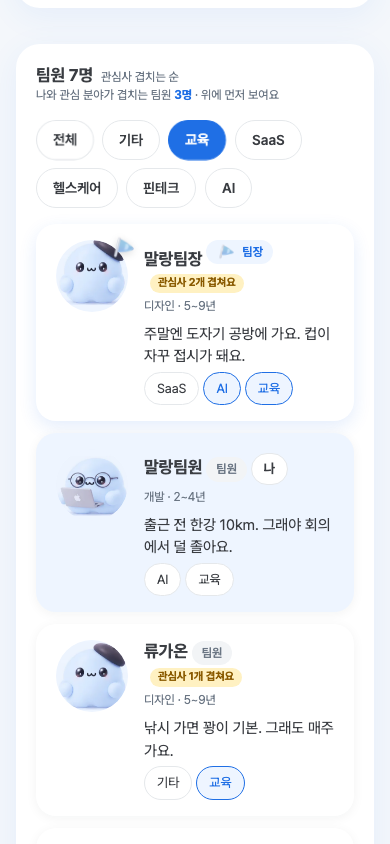 팀원 7명 관심사 겹치는 순
나와 관심 분야가 겹치는 팀원 3명 · 위에 먼저 보여요
전체 기타 교육 SaaS
헬스케어 핀테크 AI
말랑팀장 팀장
관심사 2개 겹쳐요
디자인 · 5~9년
주말엔 도자기 공방에 가요. 컵이
자꾸 접시가 돼요.
SaaS AI 교육
말랑팀원 팀원 나
개발 · 2~4년
출근 전 한강 10km. 그래야 회의
에서 덜 졸아요.
AI 교육
류가온 팀원
관심사 1개 겹쳐요
디자인 · 5~9년
낚시 가면 꽝이 기본. 그래도 매주
가요.
기타 교육